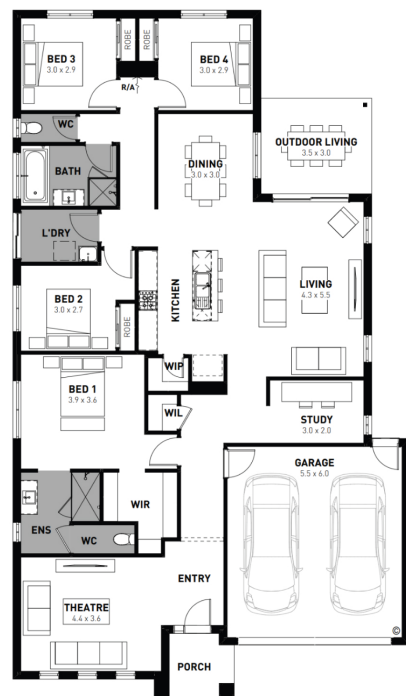 BED 3
3.0 x 2.9
ROBE
ROBE
BED 4
3.0 x 2.9
R/A
WC
BATH
DINING
3.0 x 3.0
OUTDOOR LIVING
3.5 x 3.0
L'DRY
KITCHEN
LIVING
4.3 x 5.5
BED 2
3.0 x 2.7
ROBE
WIP
BED 1
3.9 x 3.6
WIL
STUDY
3.0 x 2.0
GARAGE
5.5 x 6.0
WIR
ENS
WC
ENTRY
THEATRE
4.4 x 3.6
©
PORCH